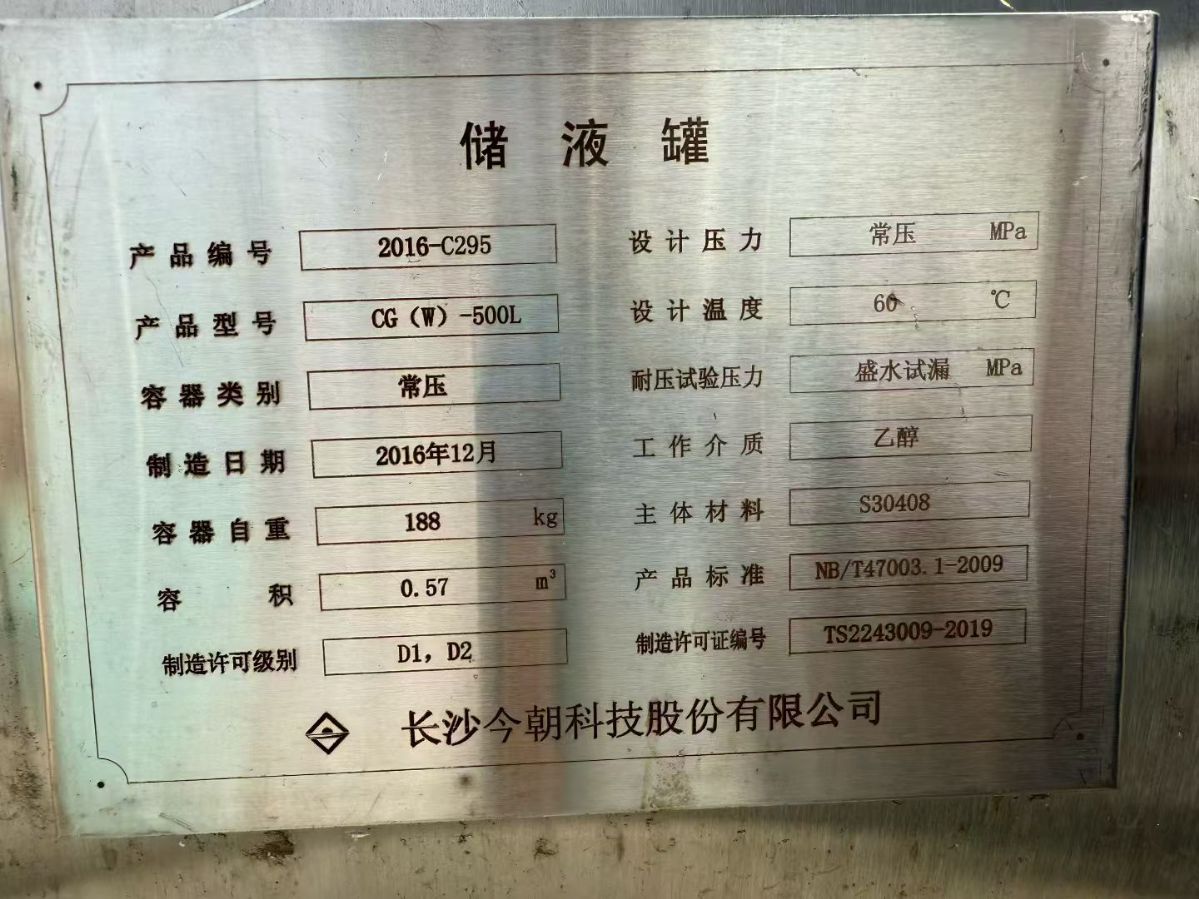 储液罐
产品编号 2016-C295 设计压力 常压 MPa
产品型号 CG（W）-500L 设计温度 60 ℃
容器类别 常压 耐压试验压力 盛水试漏 MPa
制造日期 2016年12月 工作介质 乙醇
容器自重 188 kg 主体材料 S30408
容积 0.57 m³ 产品标准 NB/T47003.1-2009
制造许可级别 D1，D2 制造许可证编号 TS2243009-2019
长沙今朝科技股份有限公司